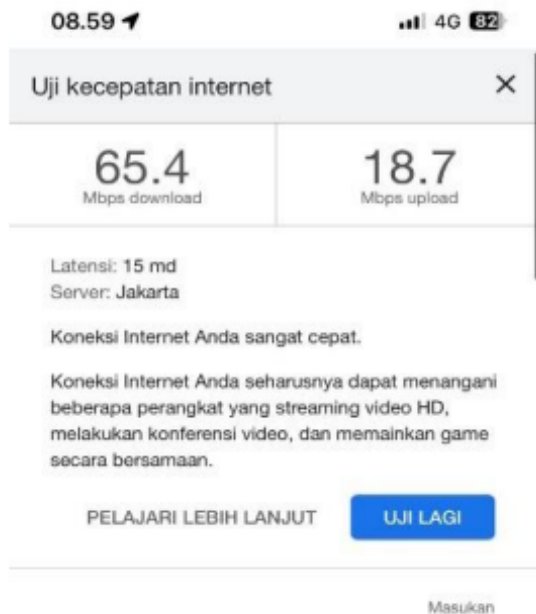 08.59
4G 82
Uji kecepatan internet
65.4
Mbps download
18.7
Mbps upload
Latensi: 15 md
Server: Jakarta
Koneksi Internet Anda sangat cepat.
Koneksi Internet Anda seharusnya dapat menangani
beberapa perangkat yang streaming video HD,
melakukan konferensi video, dan memainkan game
secara bersamaan.
PELAJARI LEBIH LANJUT
UJI LAGI
Masukan